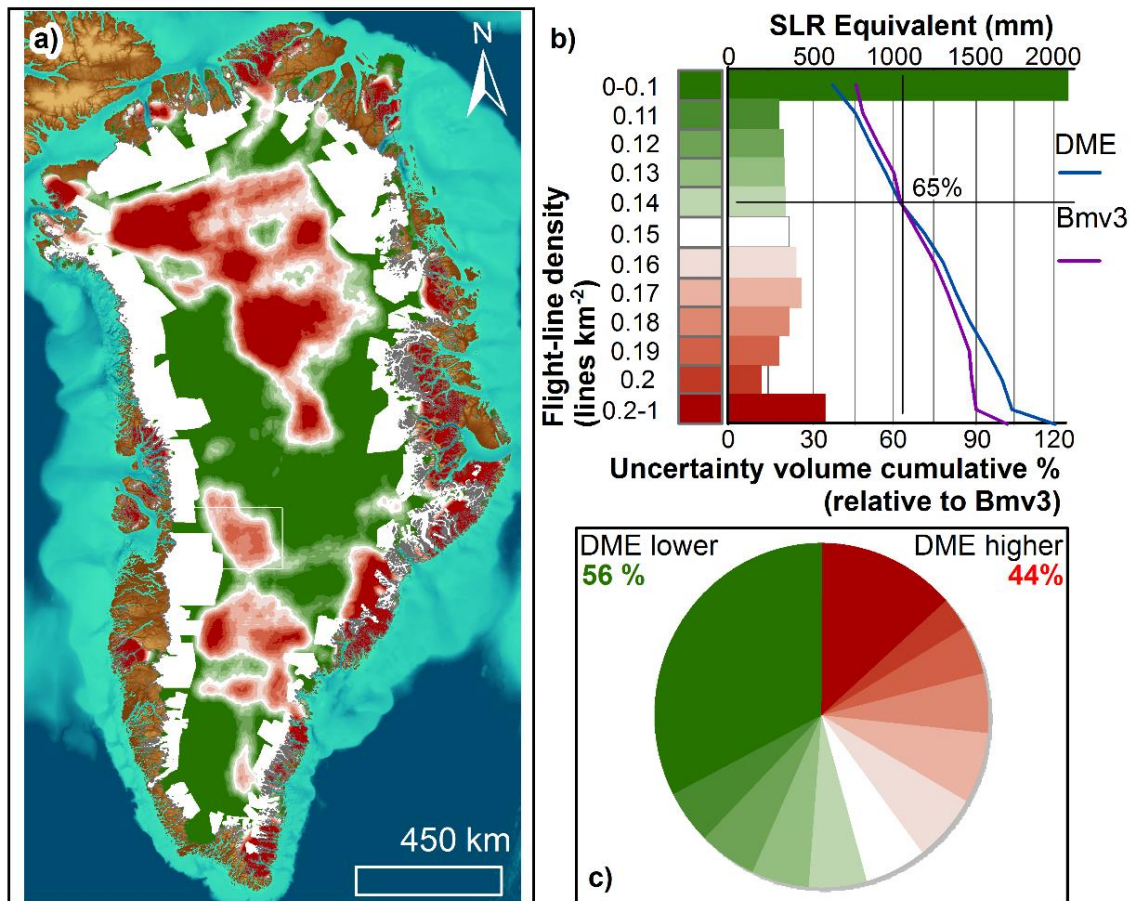 a)
N
450 km
b)
SLR Equivalent (mm)
0 500 1000 1500 2000
Flight-line density
(lines km-2)
0-0.1
0.11
0.12
0.13
0.14
0.15
0.16
0.17
0.18
0.19
0.2
0.2-1
65%
DME
Bmv3
0 30 60 90 120
Uncertainty volume cumulative %
(relative to Bmv3)
DME lower
56 %
DME higher
44%
c)